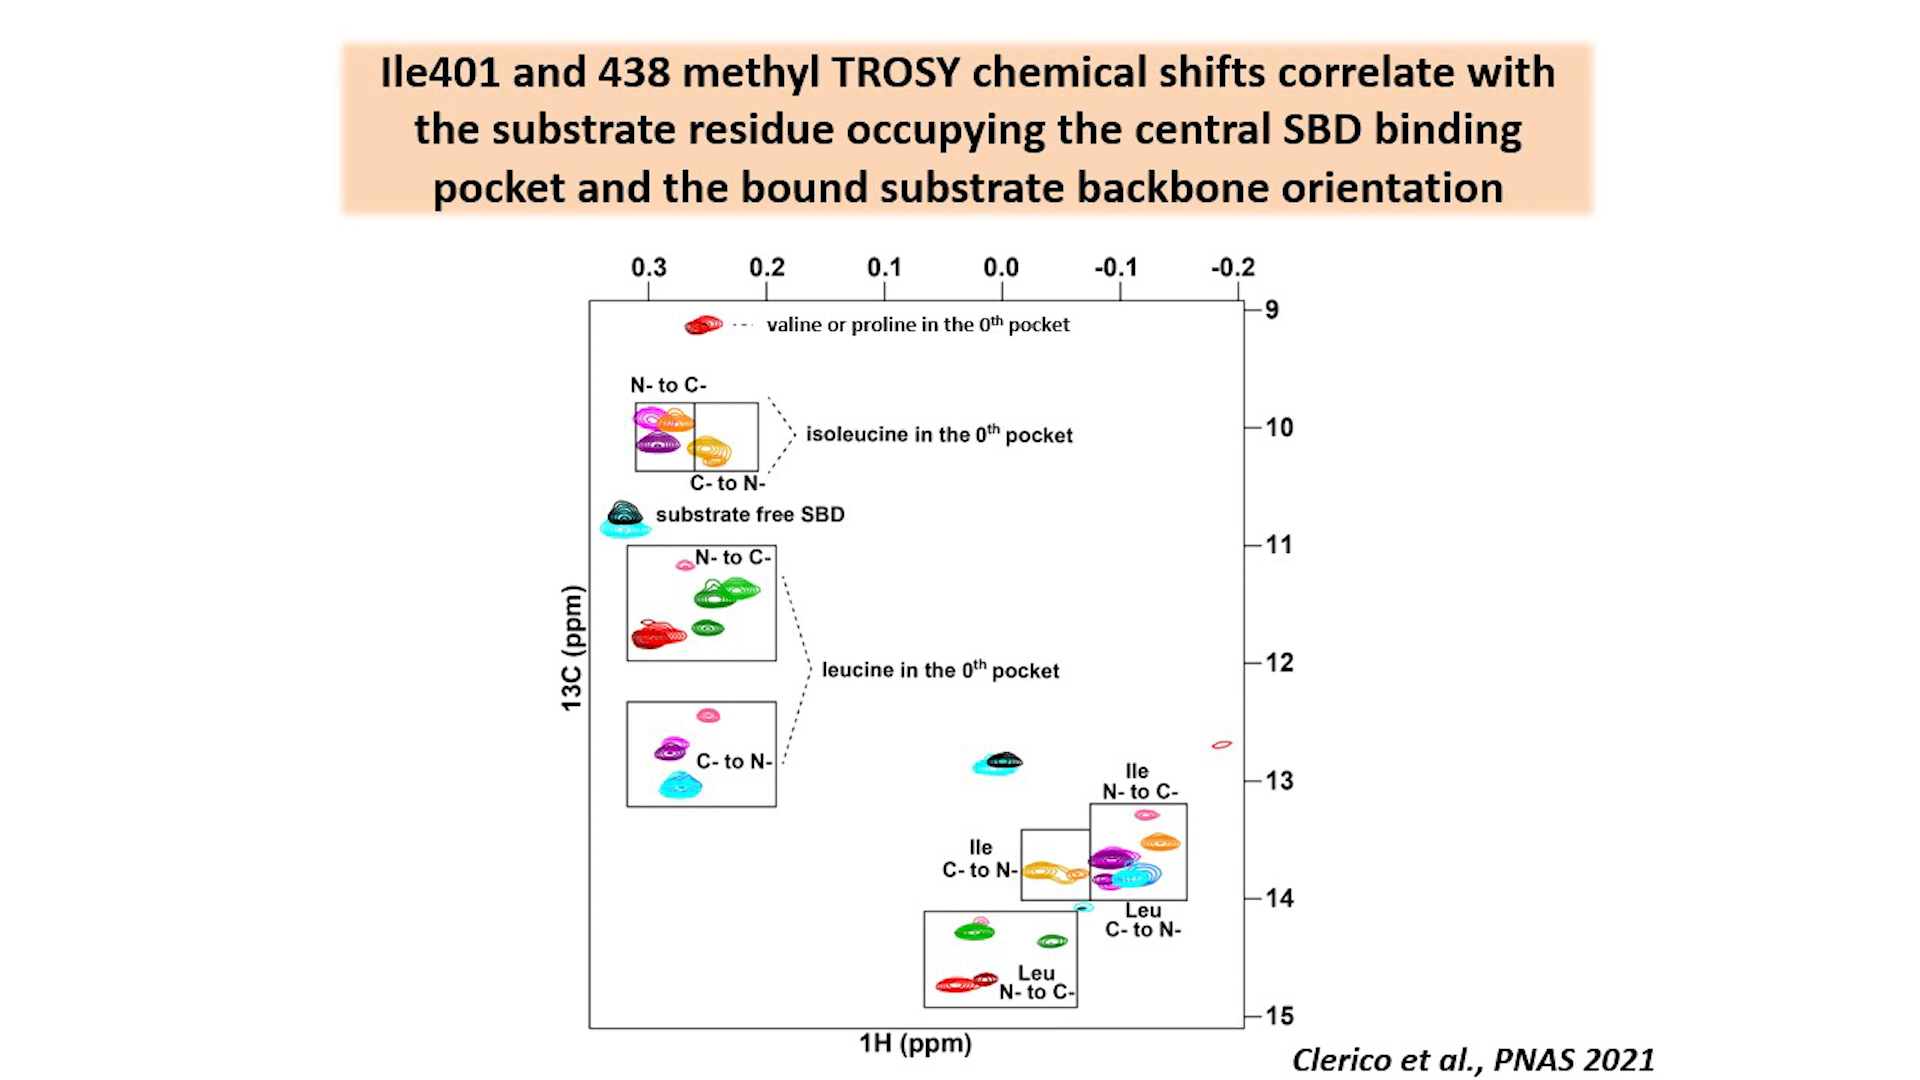 Ile401 and 438 methyl TROSY chemical shifts correlate with
the substrate residue occupying the central SBD binding
pocket and the bound substrate backbone orientation
0.3 0.2 0.1 0.0 -0.1 -0.2
9
valine or proline in the 0th pocket
N- to C-
10
isoleucine in the 0th pocket
C- to N-
substrate free SBD
11
N- to C-
12
leucine in the 0th pocket
13C (ppm)
C- to N-
13
Ile
N- to C-
Ile
C- to N-
14
Leu
C- to N-
Leu
N- to C-
15
1H (ppm)
Clerico et al., PNAS 2021